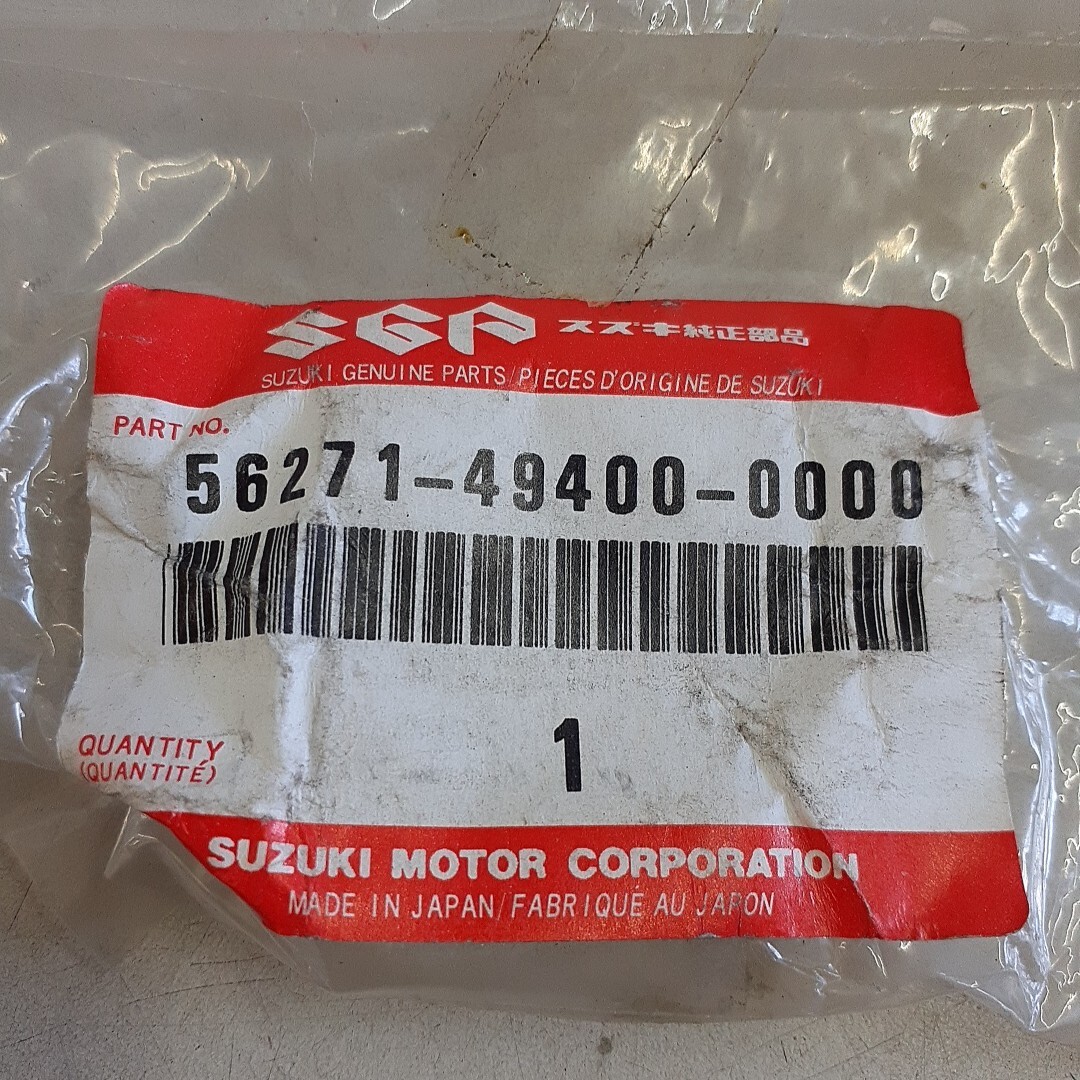 SGP スズキ純正部品
SUZUKI GENUINE PARTS/PIECES D'ORIGINE DE SUZUKI
PART NO.
56271-49400-0000
QUANTITY 1
(QUANTITÉ)
SUZUKI MOTOR CORPORATION
MADE IN JAPAN/FABRIQUÉ AU JAPON